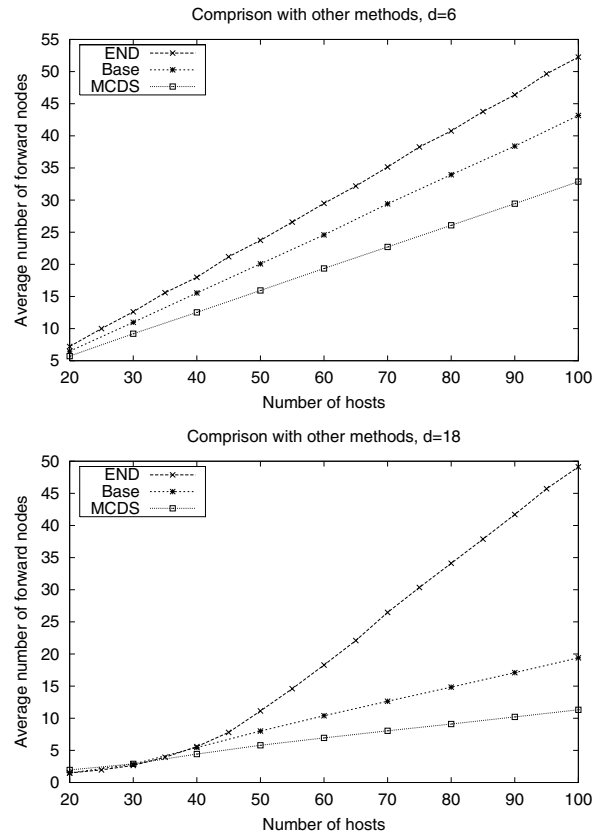 Comprison with other methods, d=6
END
Base
MCDS
Average number of forward nodes
55
50
45
40
35
30
25
20
15
10
5
20 30 40 50 60 70 80 90 100
Number of hosts
Comprison with other methods, d=18
END
Base
MCDS
Average number of forward nodes
50
45
40
35
30
25
20
15
10
5
0
20 30 40 50 60 70 80 90 100
Number of hosts